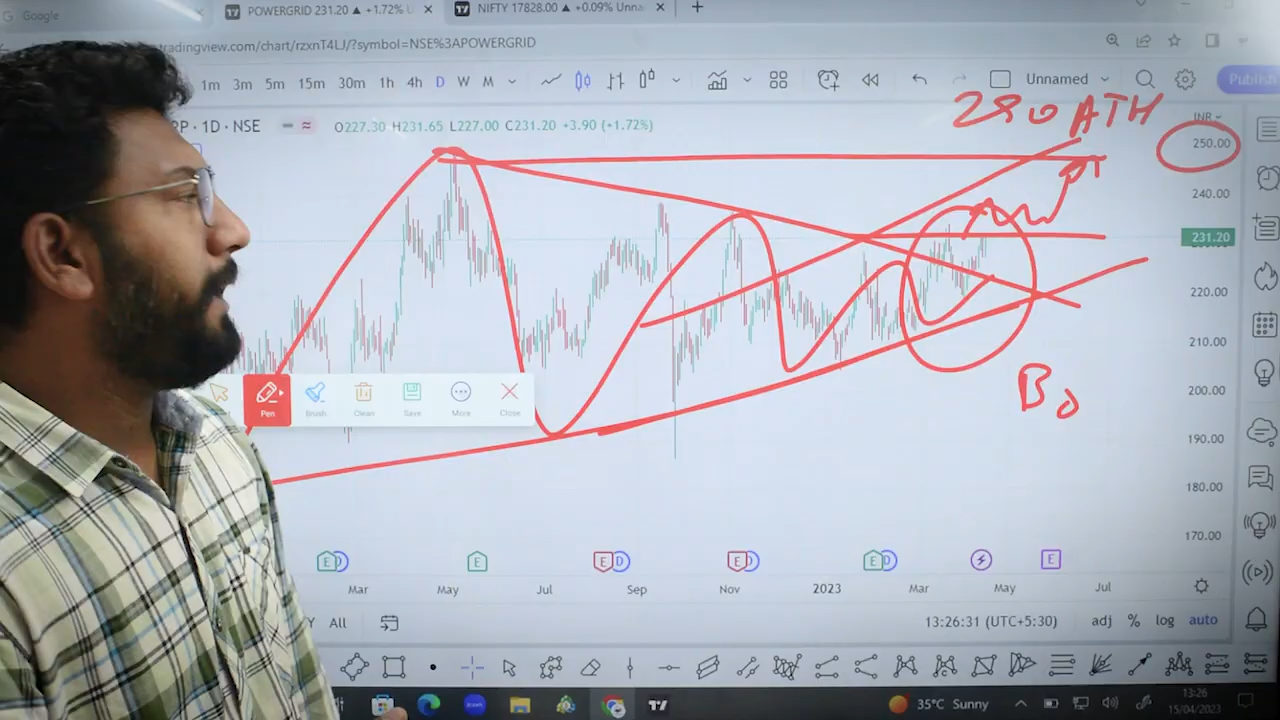 Google
POWERGRID 231.20 ▲ +1.72% U
NIFTY 17828.00 ▲ +0.09% Unna
tradingview.com/chart/rzxnT4LJ/?symbol=NSE%3APOWERGRID
1m 3m 5m 15m 30m 1h 4h D W M
Unnamed
Publish
RP · 1D · NSE
O227.30 H231.65 L227.00 C231.20 +3.90 (+1.72%)
INR
ATH
250.00
240.00
231.20
220.00
210.00
200.00
190.00
180.00
170.00
BO
Pen Brush Clean Save More Close
E D E E D E D E D E
Mar May Jul Sep Nov 2023 Mar May Jul
Y All
13:26:31 (UTC+5:30)
adj % log auto
35°C Sunny
13:26
15/04/2023